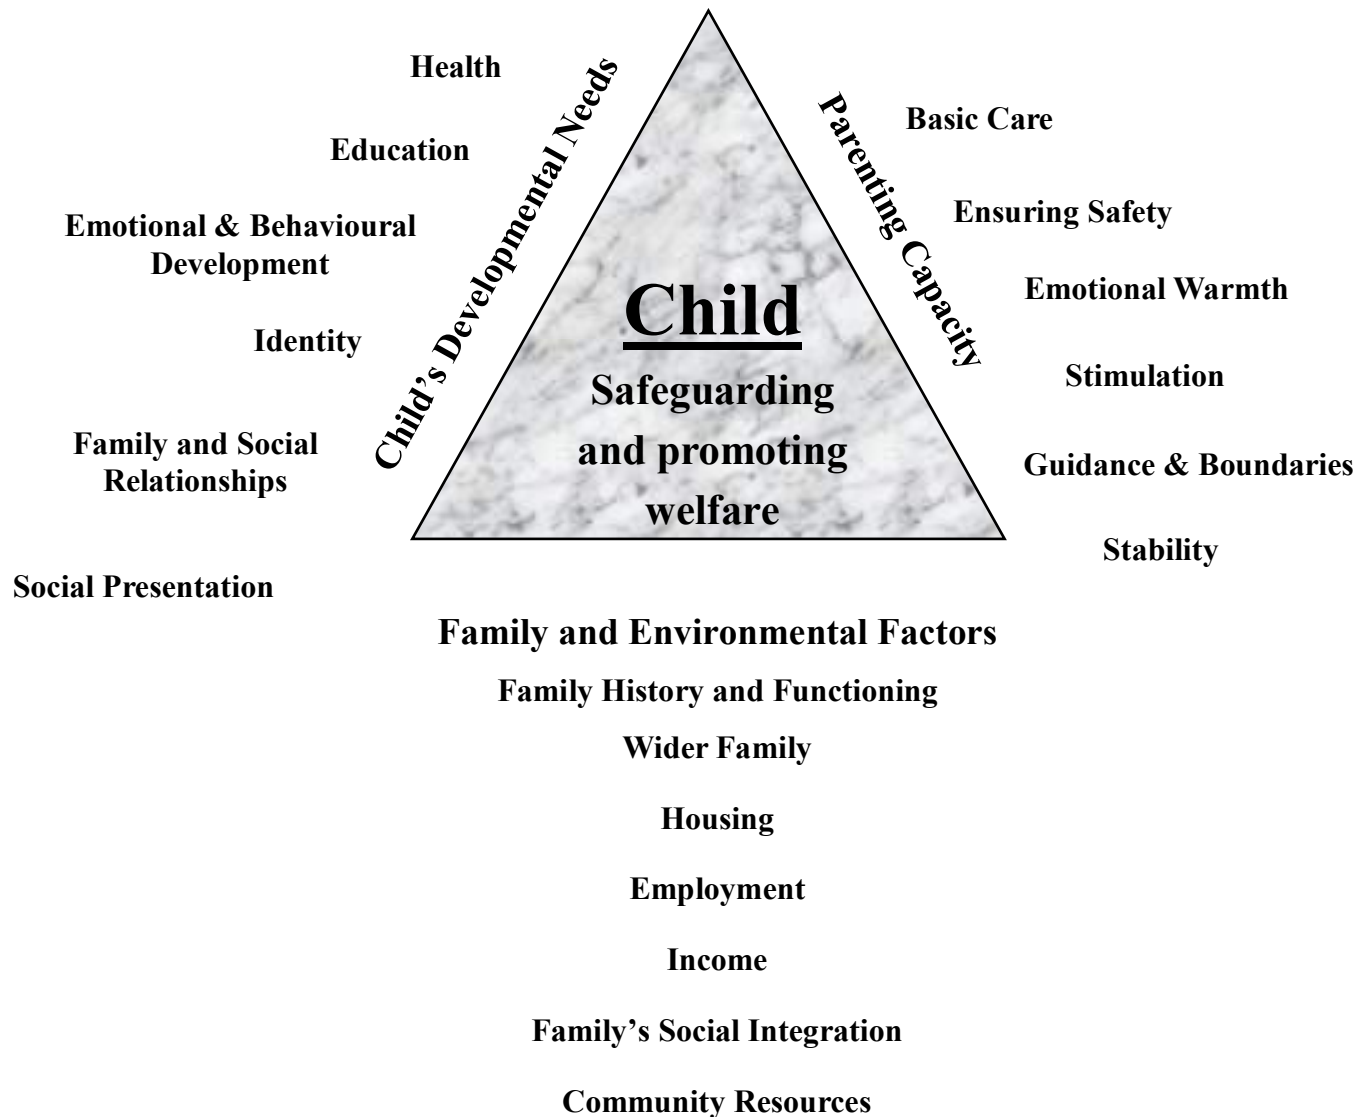 Health
Education
Emotional & Behavioural
Development
Identity
Family and Social
Relationships
Social Presentation
Child’s Developmental Needs
Child
Safeguarding
and promoting
welfare
Parenting Capacity
Basic Care
Ensuring Safety
Emotional Warmth
Stimulation
Guidance & Boundaries
Stability
Family and Environmental Factors
Family History and Functioning
Wider Family
Housing
Employment
Income
Family’s Social Integration
Community Resources